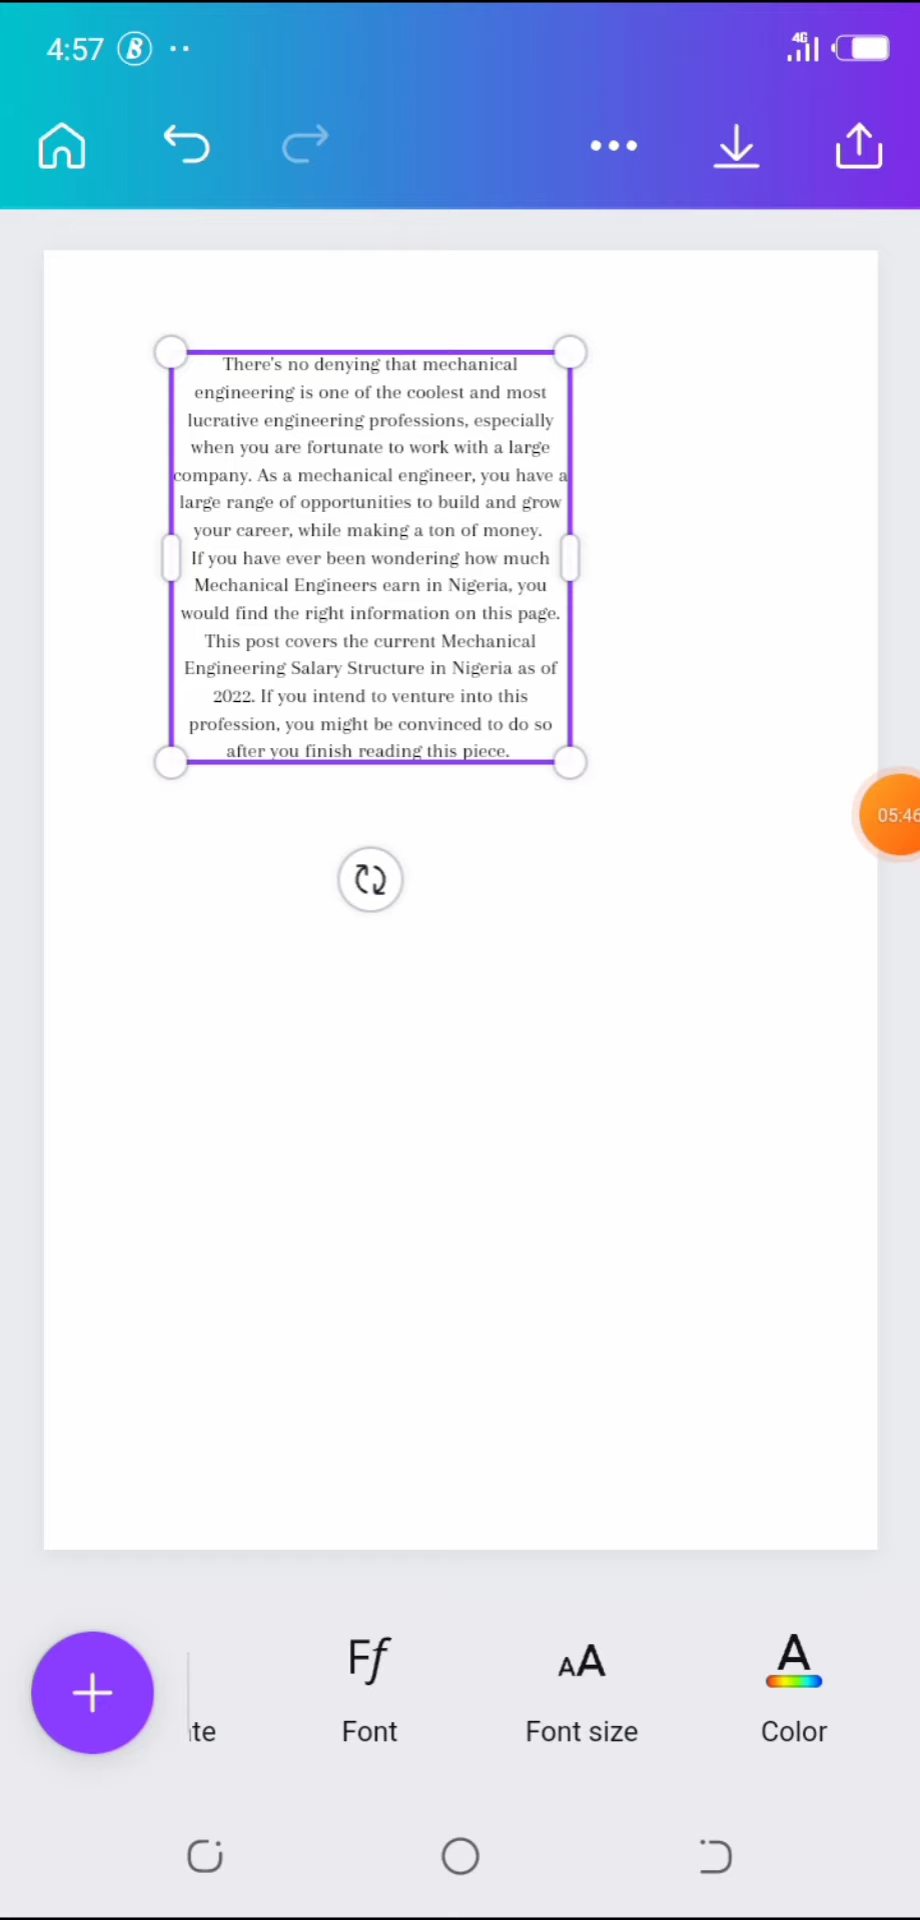 4:57
4G
There's no denying that mechanical
engineering is one of the coolest and most
lucrative engineering professions, especially
when you are fortunate to work with a large
company. As a mechanical engineer, you have a
large range of opportunities to build and grow
your career, while making a ton of money.
If you have ever been wondering how much
Mechanical Engineers earn in Nigeria, you
would find the right information on this page.
This post covers the current Mechanical
Engineering Salary Structure in Nigeria as of
2022. If you intend to venture into this
profession, you might be convinced to do so
after you finish reading this piece.
05:46
te Font Font size Color